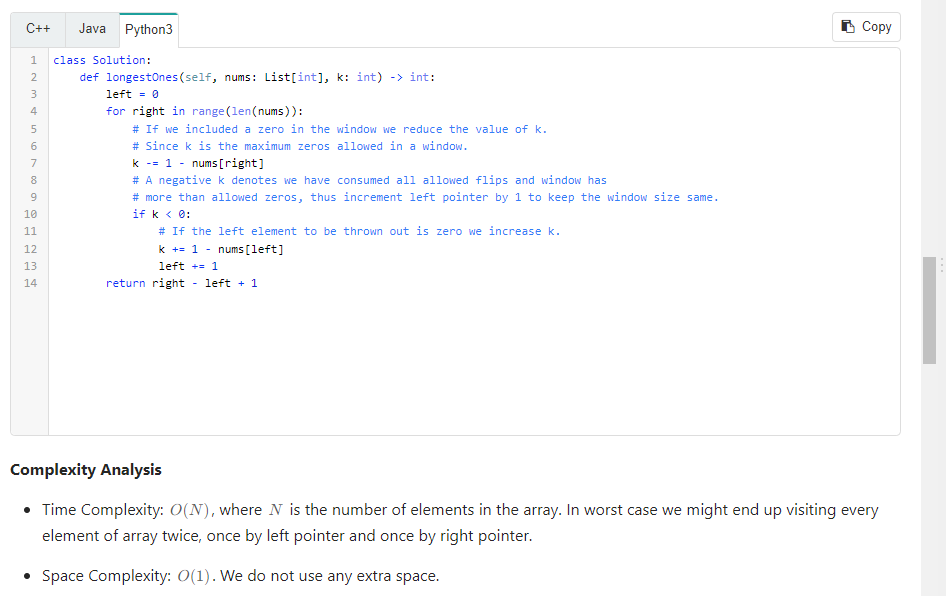 C++ Java Python3 Copy
1 class Solution:
2     def longestOnes(self, nums: List[int], k: int) -> int:
3         left = 0
4         for right in range(len(nums)):
5             # If we included a zero in the window we reduce the value of k.
6             # Since k is the maximum zeros allowed in a window.
7             k -= 1 - nums[right]
8             # A negative k denotes we have consumed all allowed flips and window has
9             # more than allowed zeros, thus increment left pointer by 1 to keep the window size same.
10             if k < 0:
11                 # If the left element to be thrown out is zero we increase k.
12                 k += 1 - nums[left]
13                 left += 1
14         return right - left + 1
Complexity Analysis
• Time Complexity: O(N), where N is the number of elements in the array. In worst case we might end up visiting every
element of array twice, once by left pointer and once by right pointer.
• Space Complexity: O(1). We do not use any extra space.